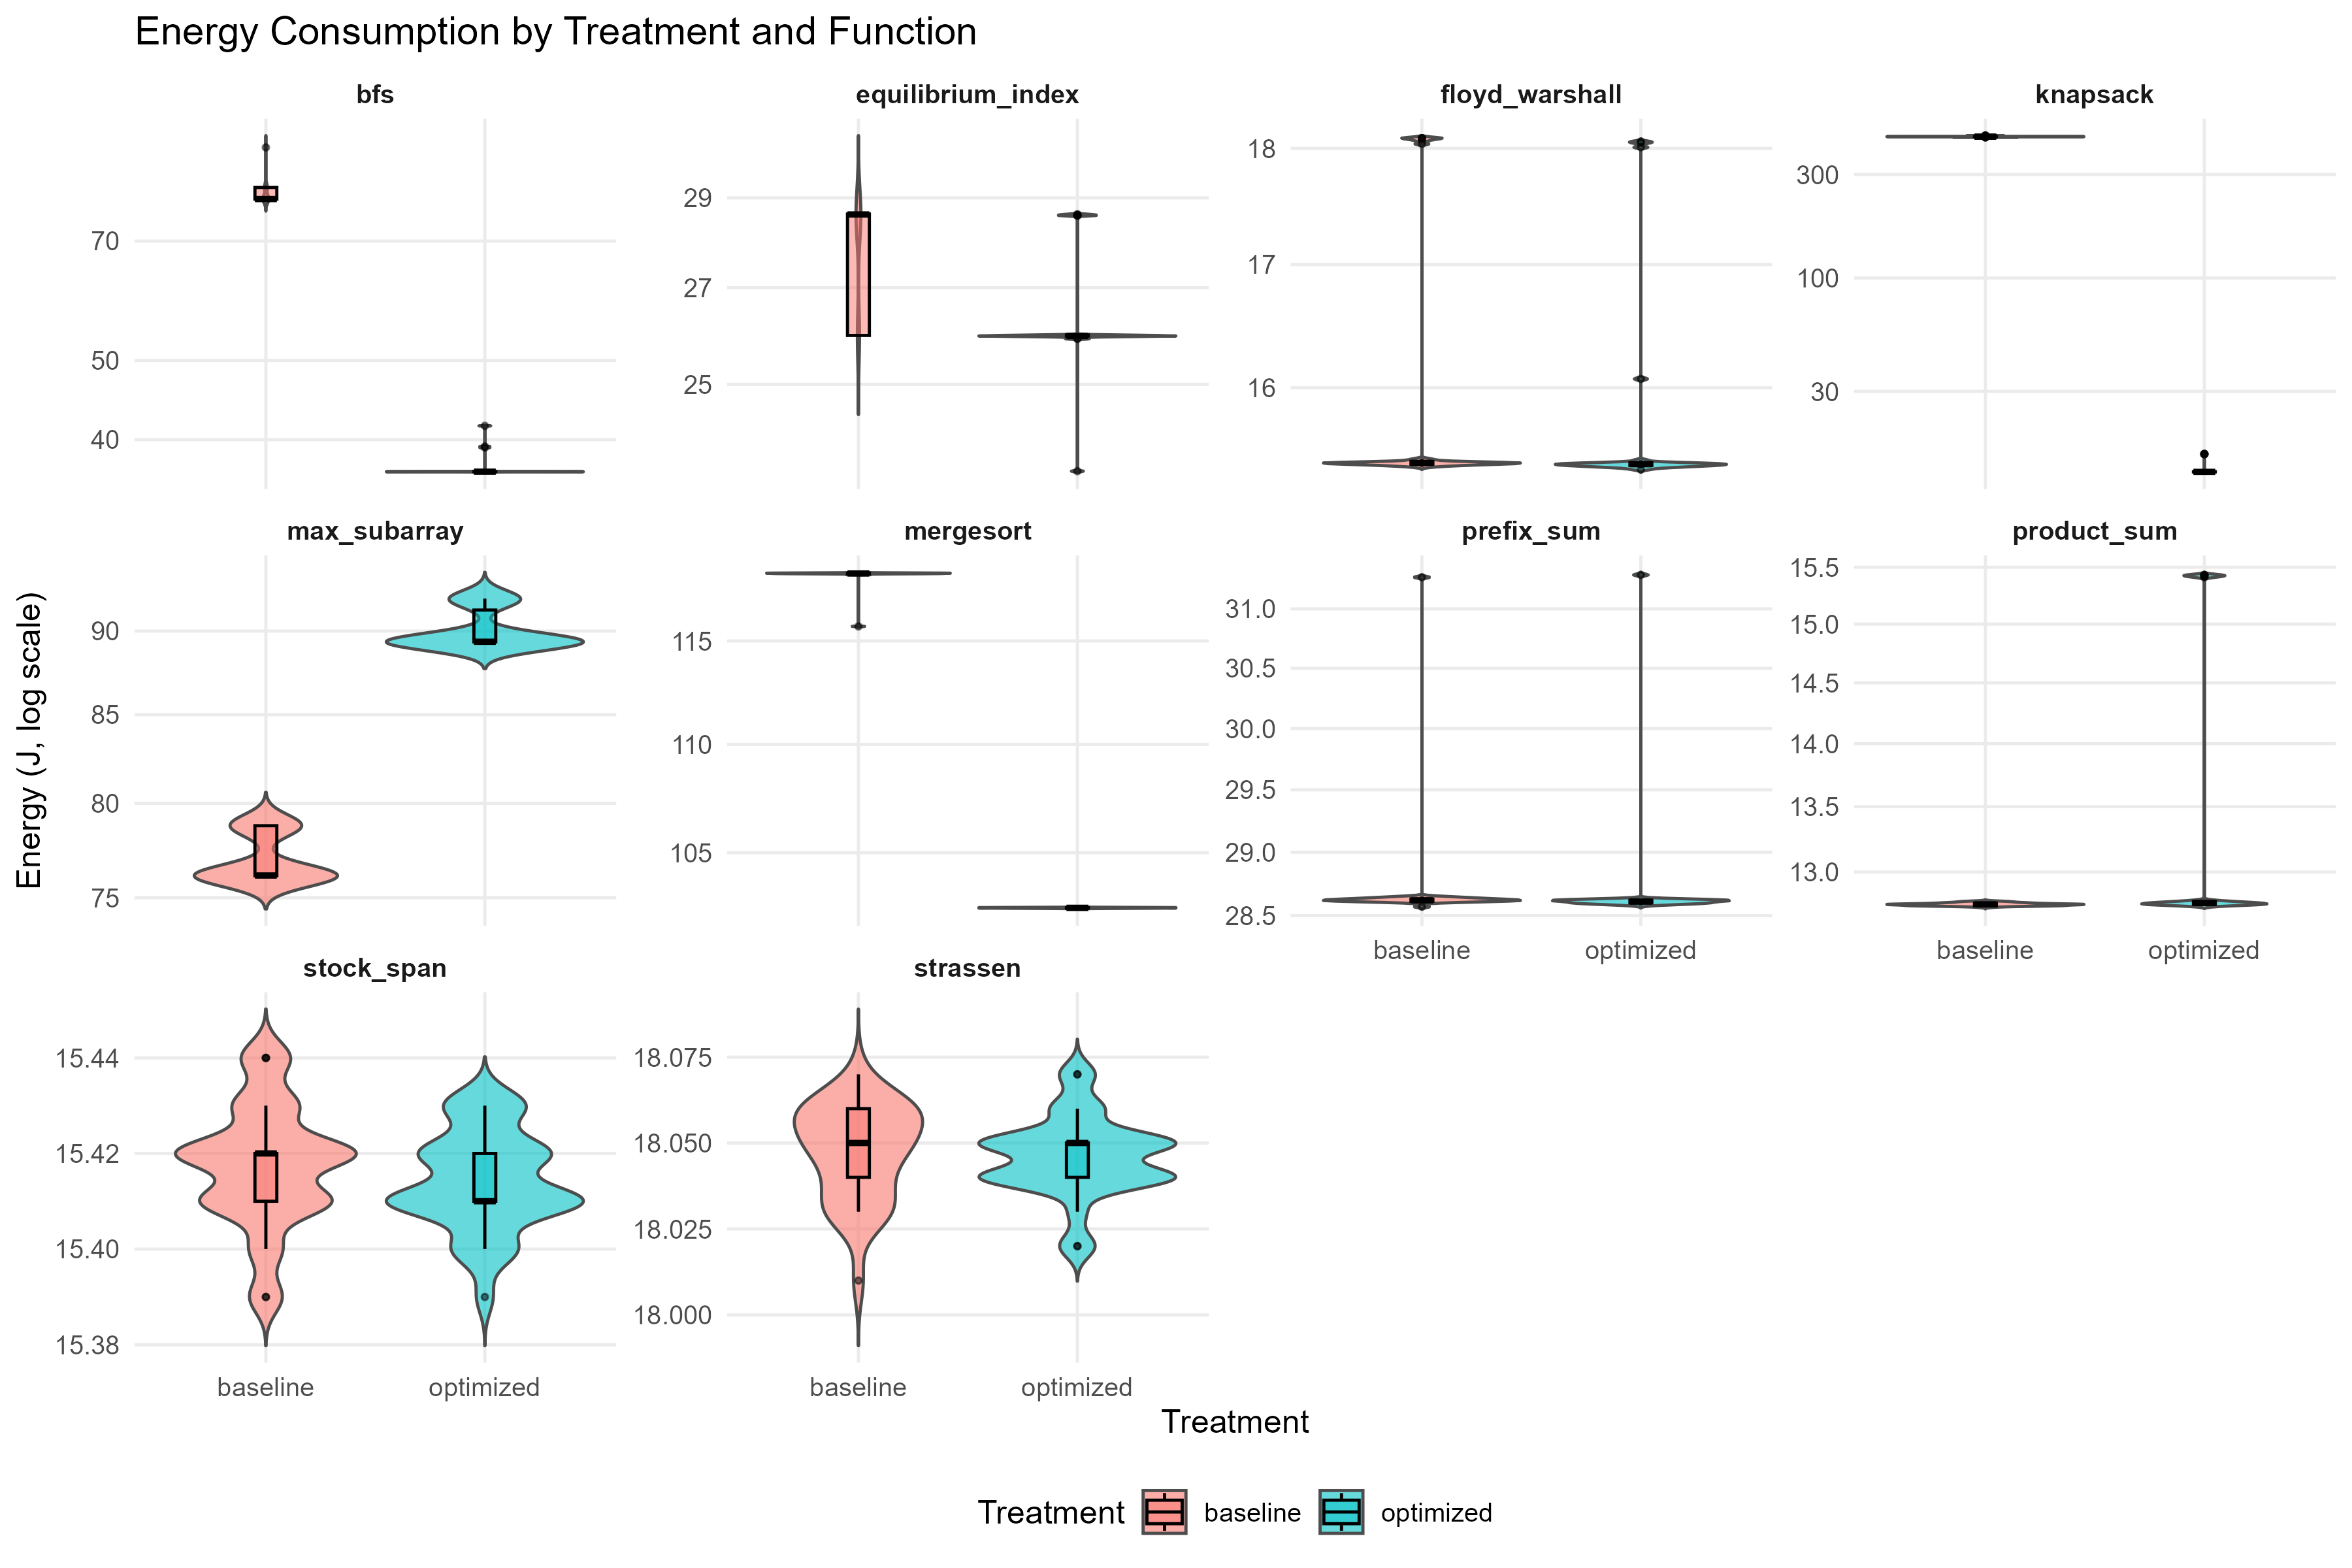 Energy Consumption by Treatment and Function
bfs
equilibrium_index
floyd_warshall
knapsack
70
50
40
29
27
25
18
17
16
300
100
30
max_subarray
mergesort
prefix_sum
product_sum
90
85
80
75
115
110
105
31.0
30.5
30.0
29.5
29.0
28.5
15.5
15.0
14.5
14.0
13.5
13.0
baseline optimized
baseline optimized
Energy (J, log scale)
stock_span
strassen
15.44
15.42
15.40
15.38
18.075
18.050
18.025
18.000
baseline optimized
baseline optimized
Treatment
Treatment baseline optimized